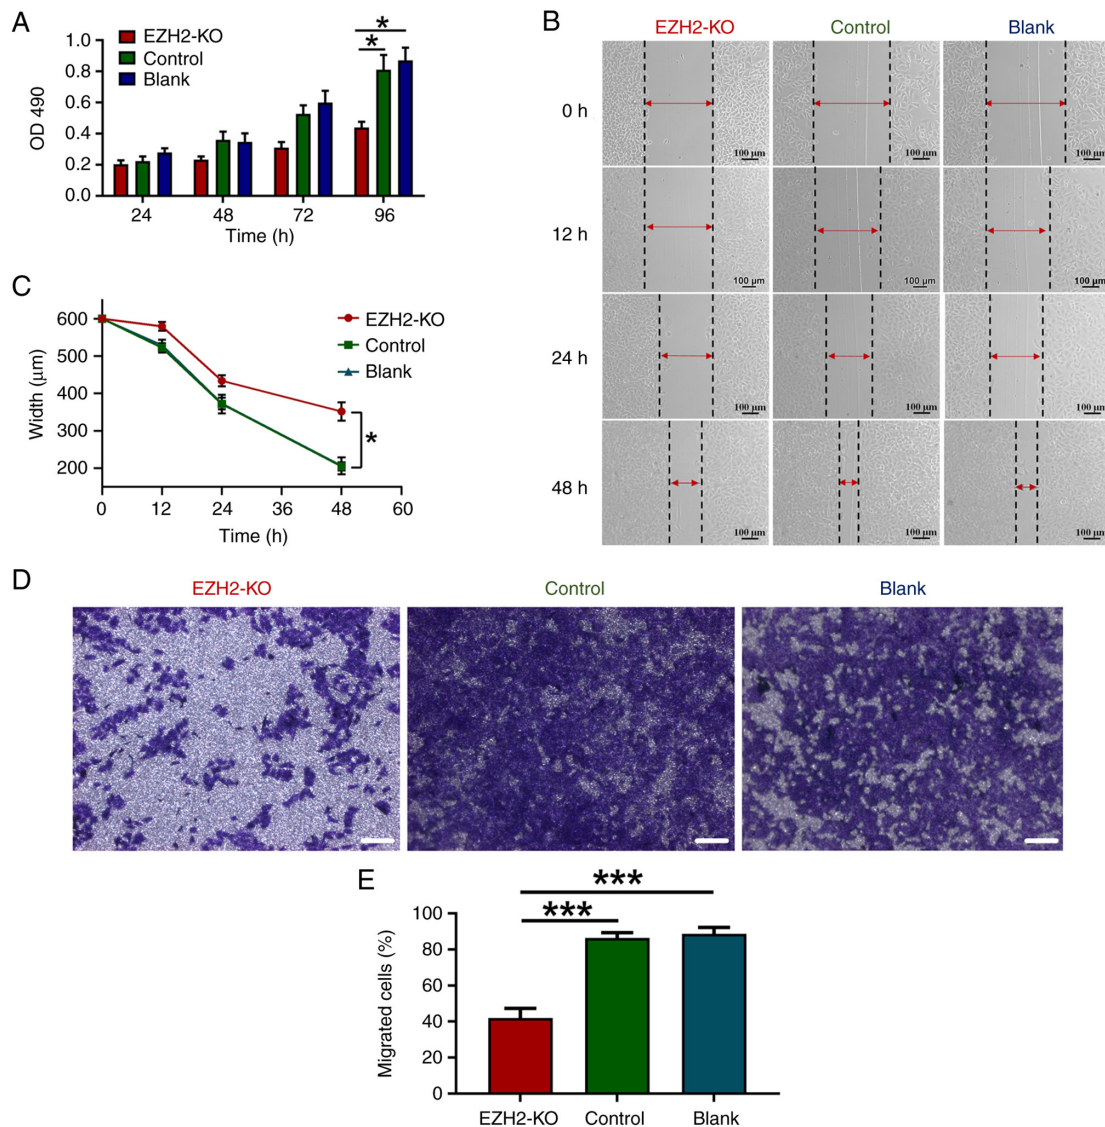 A
EZH2-KO
Control
Blank
* 
*
OD 490
1.0
0.8
0.6
0.4
0.2
0.0
24 48 72 96
Time (h)
B
EZH2-KO Control Blank
0 h
100 µm 100 µm 100 µm
12 h
100 µm 100 µm 100 µm
24 h
100 µm 100 µm 100 µm
48 h
100 µm 100 µm 100 µm
C
EZH2-KO
Control
Blank
*
Width (µm)
600
500
400
300
200
0 12 24 36 48 60
Time (h)
D
EZH2-KO Control Blank
E
***
***
Migrated cells (%)
100
80
60
40
20
0
EZH2-KO Control Blank